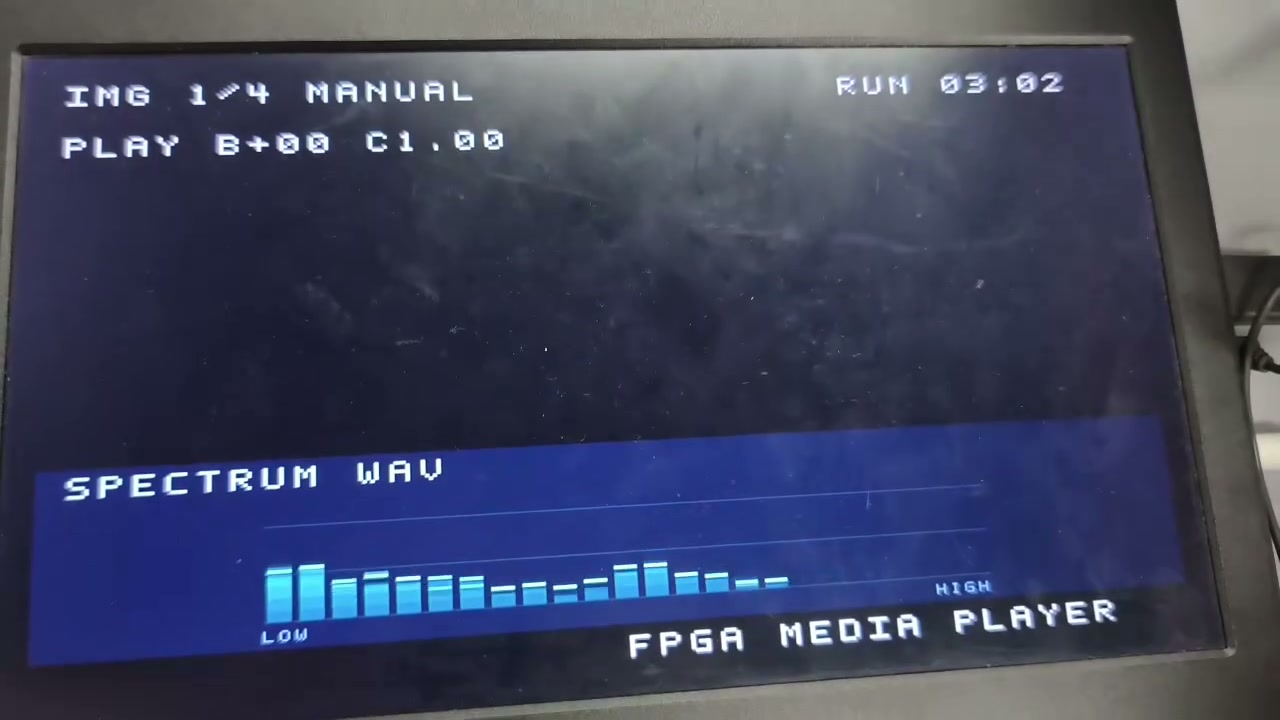 IMG 1/4 MANUAL
RUN 03:02
PLAY B+00 C1.00
SPECTRUM WAV
HIGH
LOW
FPGA MEDIA PLAYER